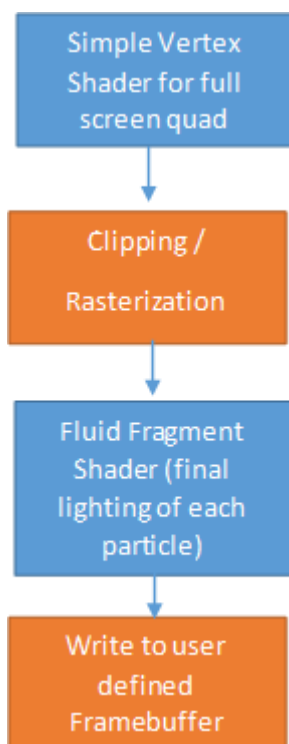 Simple Vertex
Shader for full
screen quad
Clipping /
Rasterization
Fluid Fragment
Shader (final
lighting of each
particle)
Write to user
defined
Framebuffer